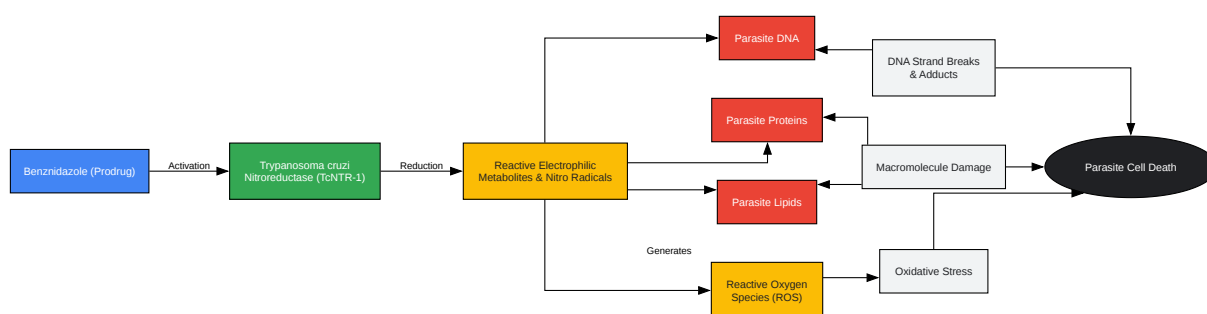 Benznidazole (Prodrug)
Activation
Trypanosoma cruzi
Nitroreductase (TcNTR-1)
Reduction
Reactive Electrophilic
Metabolites & Nitro Radicals
Parasite DNA
DNA Strand Breaks
& Adducts
Parasite Proteins
Macromolecule Damage
Parasite Cell Death
Parasite Lipids
Generates
Reactive Oxygen
Species (ROS)
Oxidative Stress